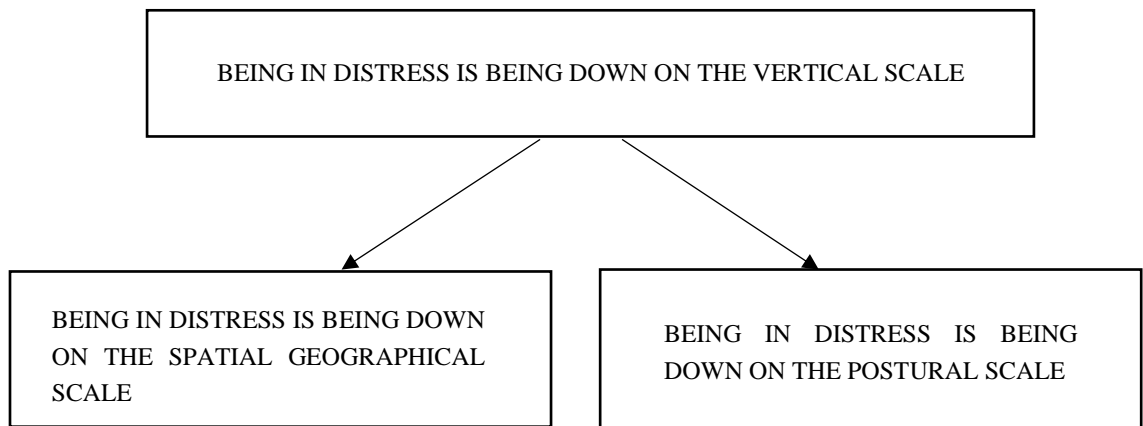 BEING IN DISTRESS IS BEING DOWN ON THE VERTICAL SCALE
BEING IN DISTRESS IS BEING DOWN
ON THE SPATIAL GEOGRAPHICAL
SCALE
BEING IN DISTRESS IS BEING
DOWN ON THE POSTURAL SCALE